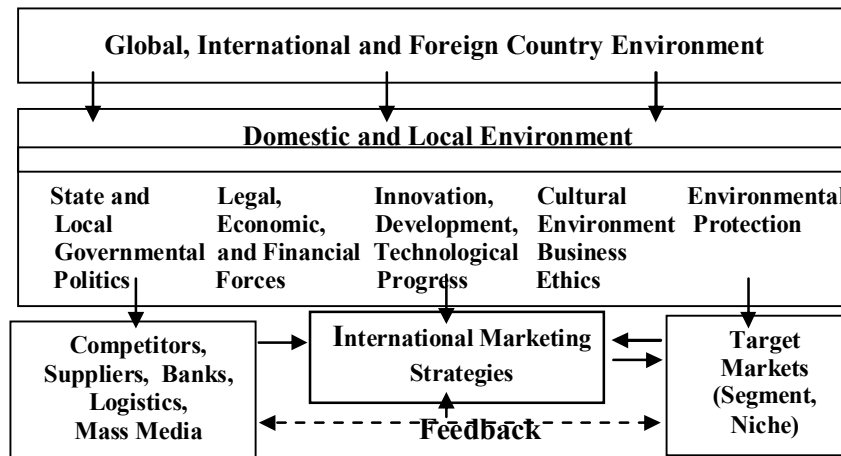 Global, International and Foreign Country Environment
Domestic and Local Environment
State and
Local
Governmental
Politics
Legal,
Economic,
and Financial
Forces
Innovation,
Development,
Technological
Progress
Cultural
Environment
Business
Ethics
Environmental
Protection
Competitors,
Suppliers, Banks,
Logistics,
Mass Media
International Marketing
Strategies
Target
Markets
(Segment,
Niche)
Feedback